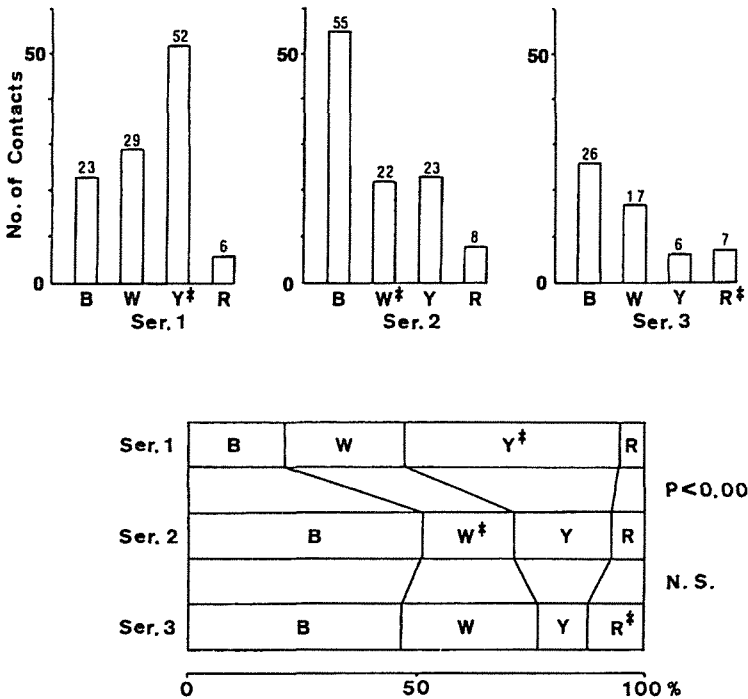 No. of Contacts
50
0
23
29
52
6
B W Y‡ R
Ser. 1
50
0
55
22
23
8
B W‡ Y R
Ser. 2
50
0
26
17
6
7
B W Y R‡
Ser. 3
Ser. 1 B W Y‡ R
P<0.00
Ser. 2 B W‡ Y R
N. S.
Ser. 3 B W Y R‡
0 50 100 %